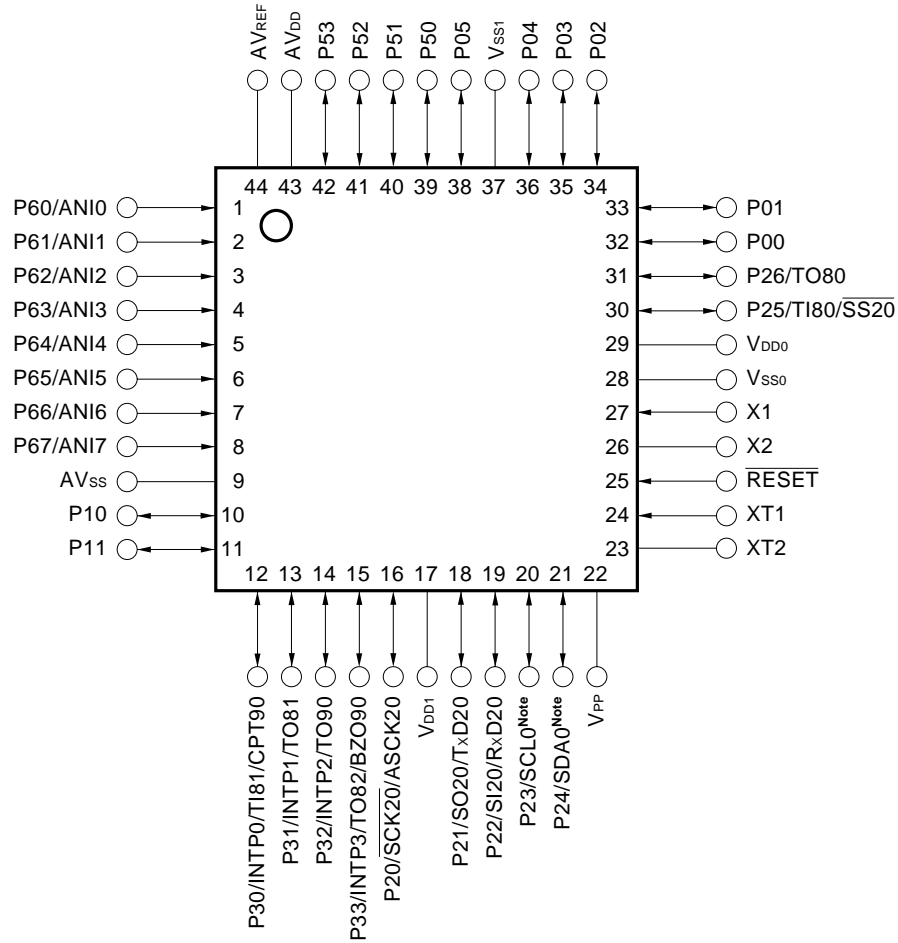 AVREF
AVDD
P53
P52
P51
P50
P05
VSS1
P04
P03
P02
44 43 42 41 40 39 38 37 36 35 34
P60/ANI0 1
P61/ANI1 2
P62/ANI2 3
P63/ANI3 4
P64/ANI4 5
P65/ANI5 6
P66/ANI6 7
P67/ANI7 8
AVSS 9
P10 10
P11 11
33 P01
32 P00
31 P26/TO80
30 P25/TI80/S̅S̅2̅0̅
29 VDD0
28 VSS0
27 X1
26 X2
25 R̅E̅S̅E̅T̅
24 XT1
23 XT2
12 13 14 15 16 17 18 19 20 21 22
P30/INTP0/TI81/CPT90
P31/INTP1/TO81
P32/INTP2/TO90
P33/INTP3/TO82/BZO90
P20/S̅C̅K̅2̅0̅/ASCK20
VDD1
P21/SO20/TxD20
P22/SI20/RxD20
P23/SCL0Note
P24/SDA0Note
VPP